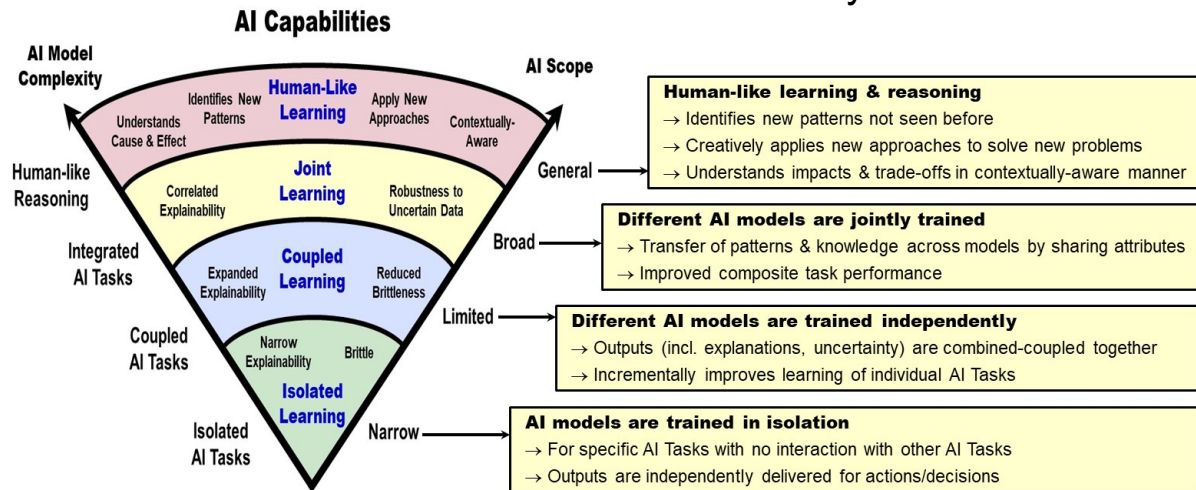 AI Capabilities
AI Model
Complexity
AI Scope
Human-Like
Learning
Identifies New
Patterns
Apply New
Approaches
Understands
Cause & Effect
Contextually-
Aware
Human-like
Reasoning
General
Human-like learning & reasoning
→ Identifies new patterns not seen before
→ Creatively applies new approaches to solve new problems
→ Understands impacts & trade-offs in contextually-aware manner
Joint
Learning
Correlated
Explainability
Robustness to
Uncertain Data
Integrated
AI Tasks
Broad
Different AI models are jointly trained
→ Transfer of patterns & knowledge across models by sharing attributes
→ Improved composite task performance
Coupled
Learning
Expanded
Explainability
Reduced
Brittleness
Coupled
AI Tasks
Limited
Different AI models are trained independently
→ Outputs (incl. explanations, uncertainty) are combined-coupled together
→ Incrementally improves learning of individual AI Tasks
Narrow
Explainability
Brittle
Isolated
Learning
Isolated
AI Tasks
Narrow
AI models are trained in isolation
→ For specific AI Tasks with no interaction with other AI Tasks
→ Outputs are independently delivered for actions/decisions